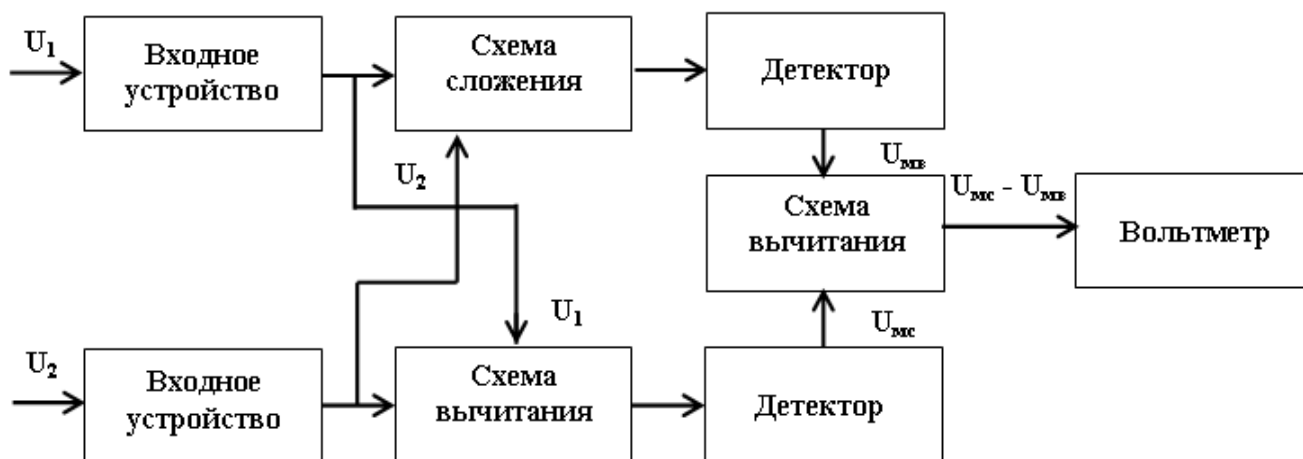 U₁
Входное
устройство
Схема
сложения
Детектор
U₂
Uмв
Схема
вычитания
Uмс - Uмв
Вольтметр
U₁
Uмс
U₂
Входное
устройство
Схема
вычитания
Детектор